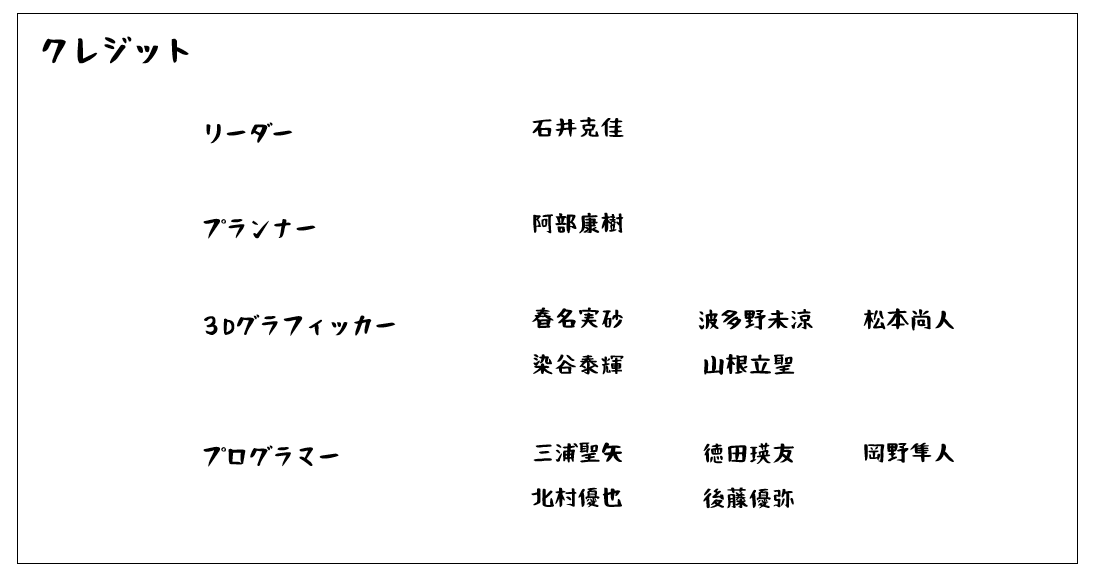 クレジット
リーダー 石井克佳
プランナー 阿部康樹
3Dグラフィッカー 春名実砂 波多野未涼 松本尚人
染谷泰輝 山根立聖
プログラマー 三浦聖矢 徳田瑛友 岡野隼人
北村優也 後藤優弥